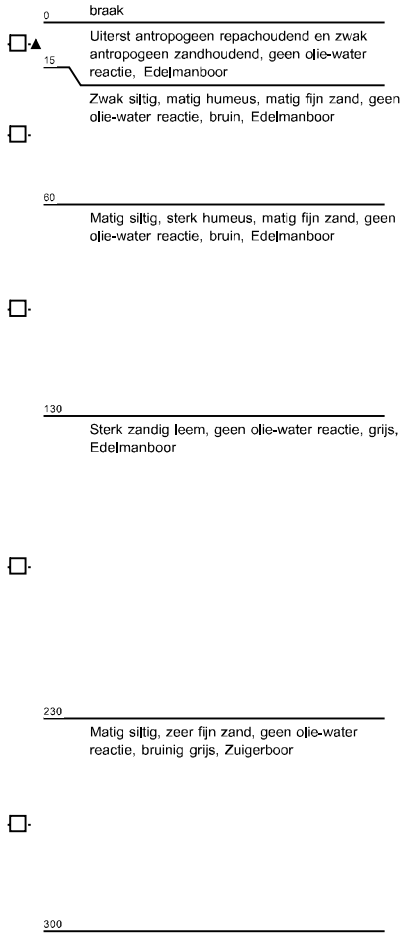 0 braak
Uiterst antropogeen repachoudend en zwak
antropogeen zandhoudend, geen olie-water
reactie, Edelmanboor
15
Zwak siltig, matig humeus, matig fijn zand, geen
olie-water reactie, bruin, Edelmanboor
60
Matig siltig, sterk humeus, matig fijn zand, geen
olie-water reactie, bruin, Edelmanboor
130
Sterk zandig leem, geen olie-water reactie, grijs,
Edelmanboor
230
Matig siltig, zeer fijn zand, geen olie-water
reactie, bruinig grijs, Zuigerboor
300